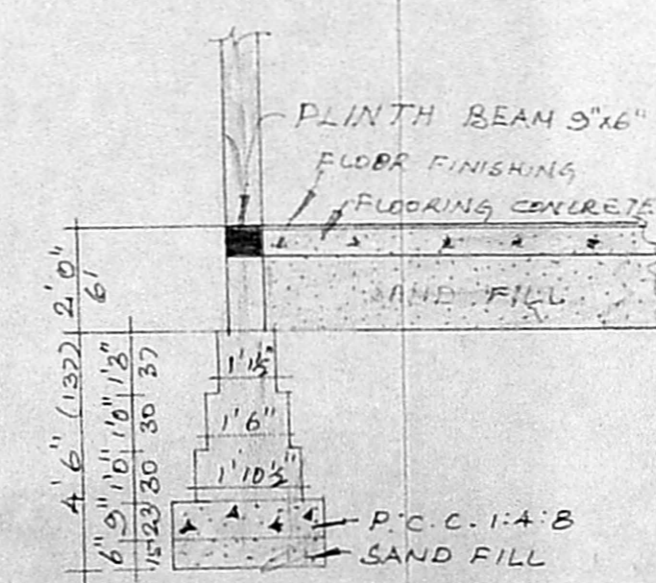 PLINTH BEAM 9"x6"
FLOOR FINISHING
FLOORING CONCRETE
SAND FILL
2'0"
6'
4'6" (137)
1'3"
37
1'0"
30'
1'0"
30'
9"
23
6"
15
1'1½"
1'6"
1'10½"
P.C.C. 1:4:8
SAND FILL